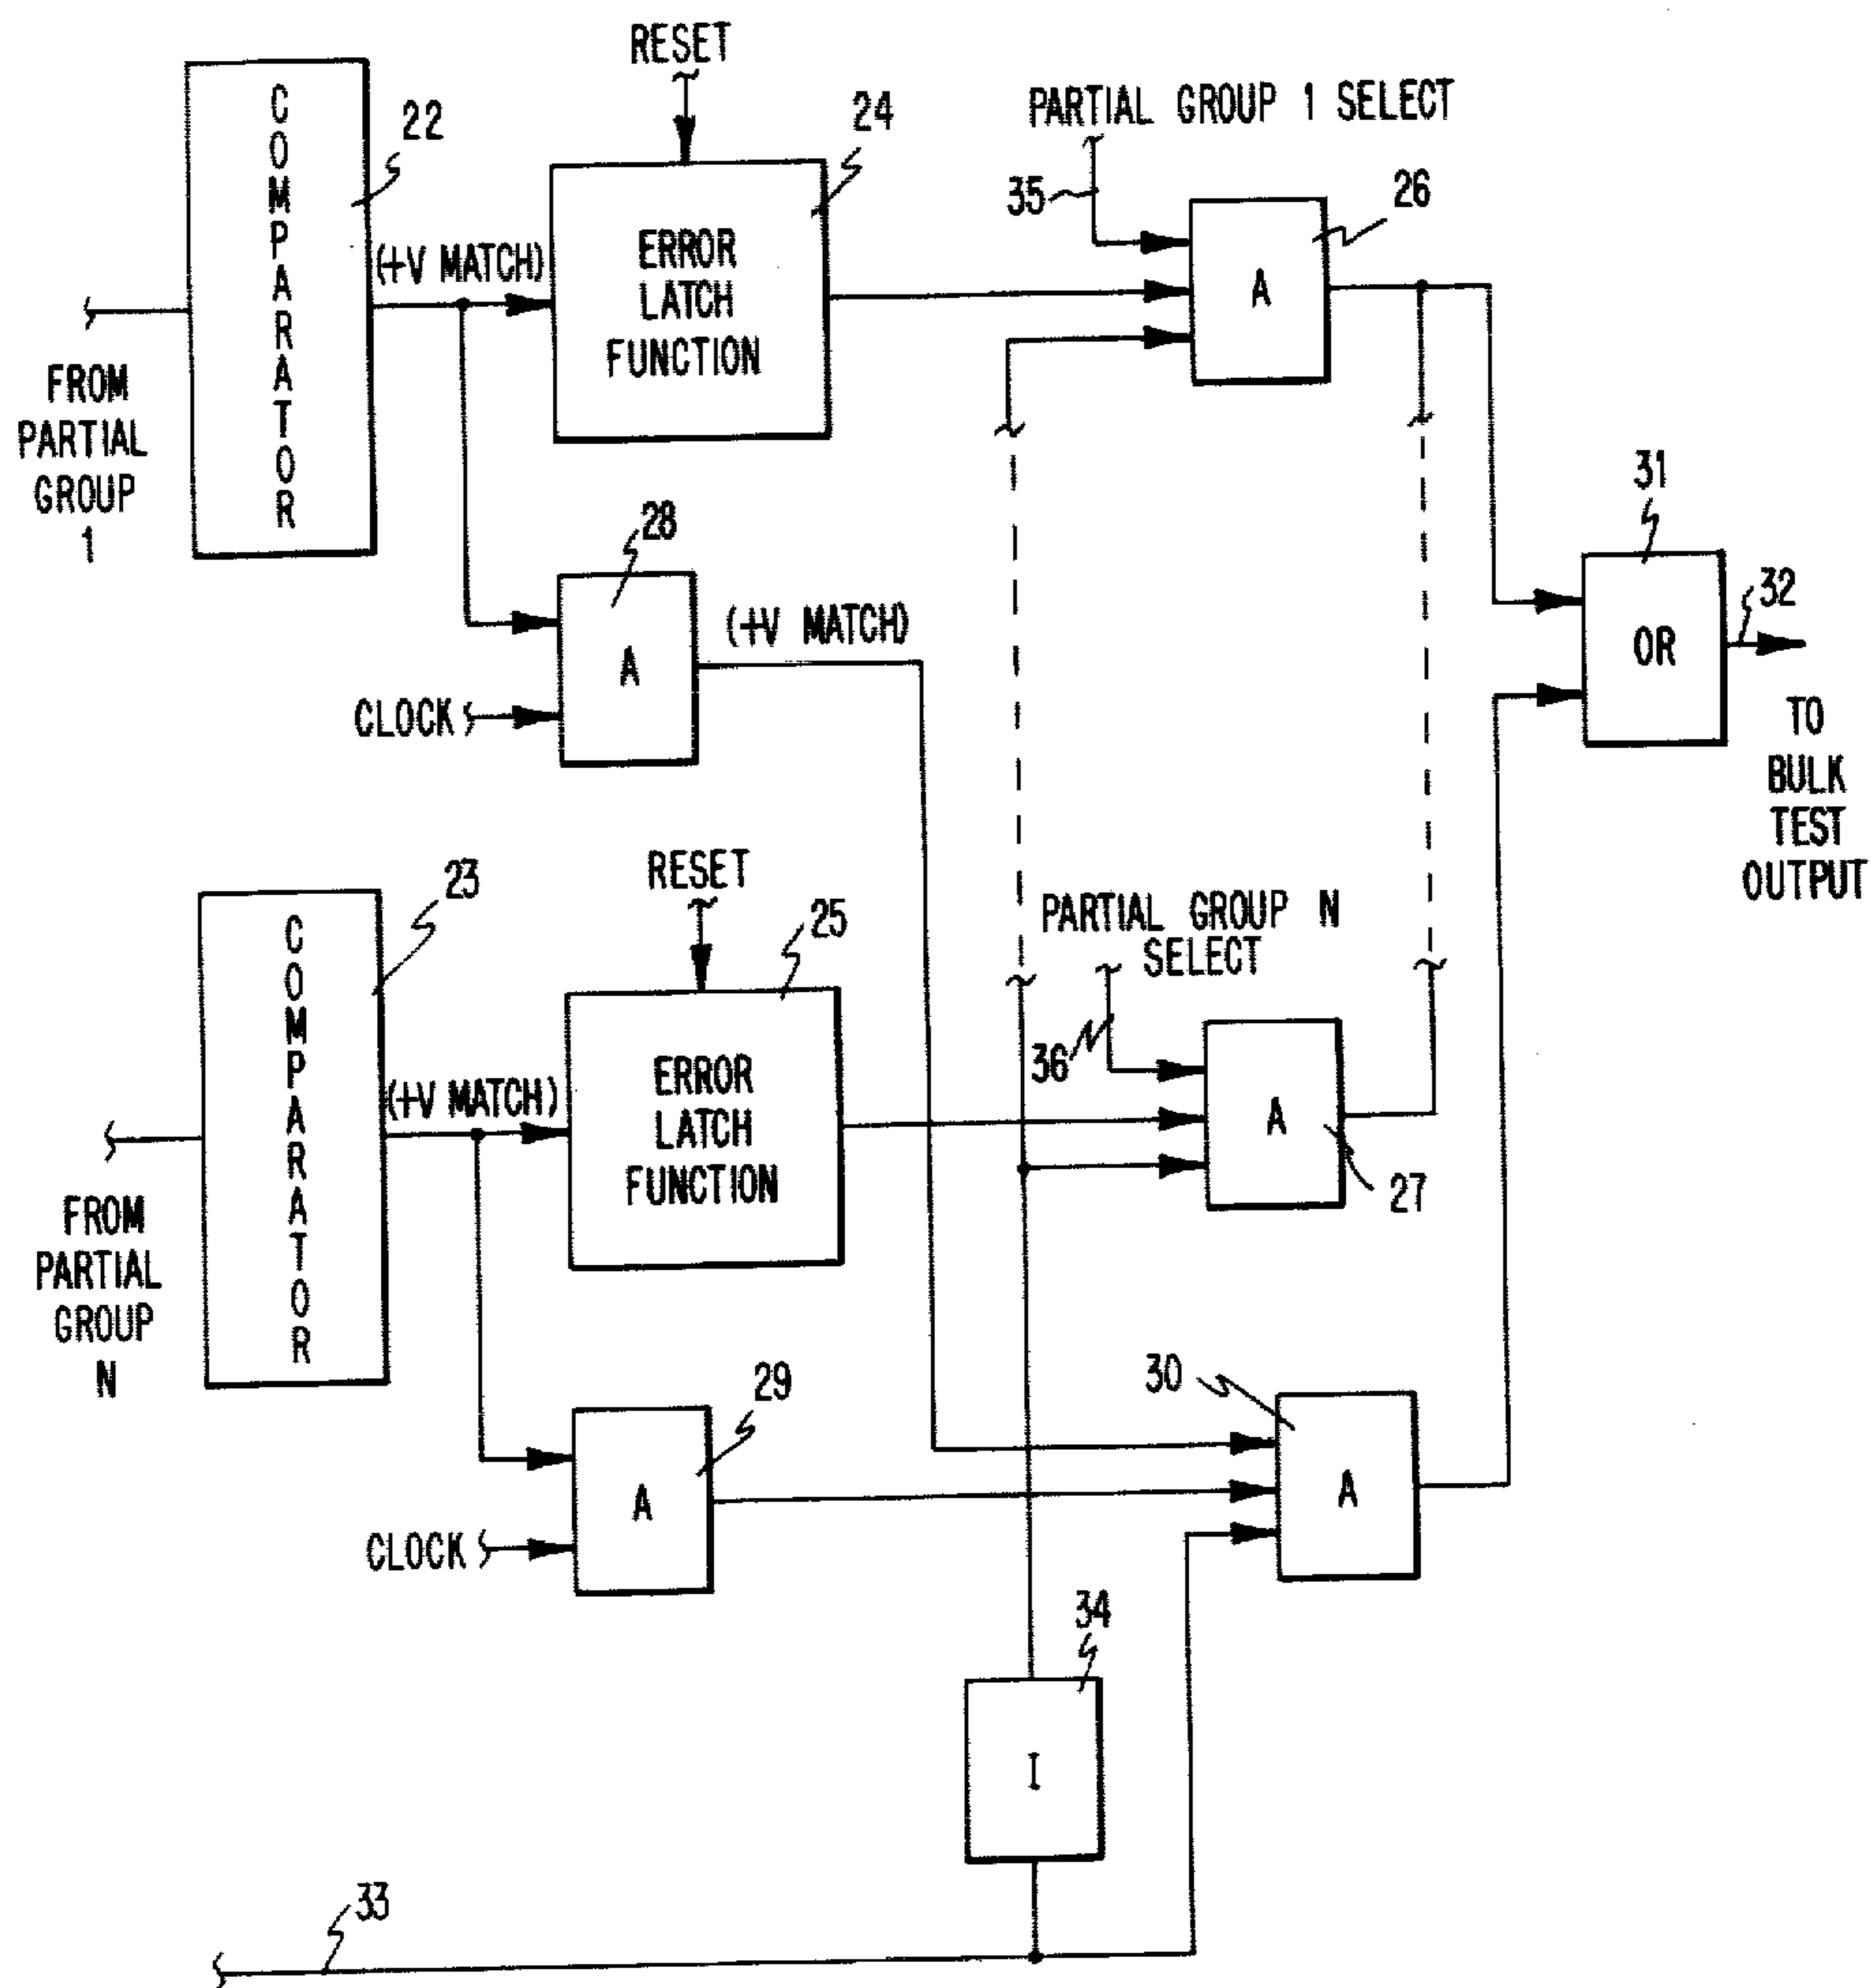 RESET
COMPARATOR
22
24
PARTIAL GROUP 1 SELECT
35
26
(+V MATCH)
ERROR
LATCH
FUNCTION
A
FROM
PARTIAL
GROUP
1
28
(+V MATCH)
A
CLOCK
31
32
OR
TO
BULK
TEST
OUTPUT
RESET
COMPARATOR
23
25
PARTIAL GROUP N
SELECT
36
(+V MATCH)
ERROR
LATCH
FUNCTION
A
27
FROM
PARTIAL
GROUP
N
29
A
CLOCK
30
A
34
I
33